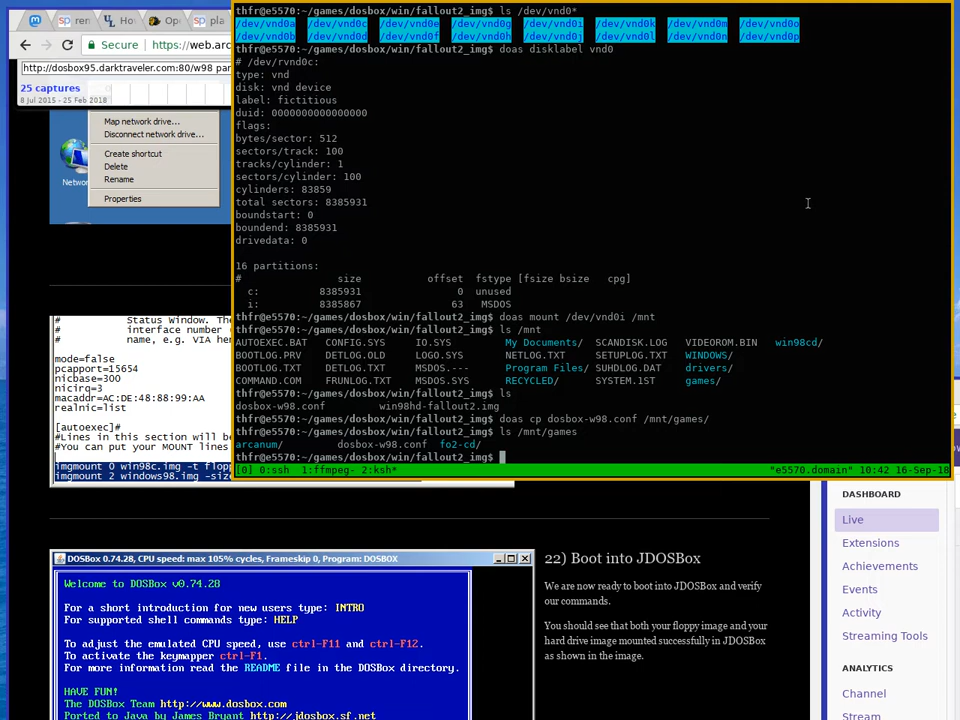 thfr@e5570:~/games/dosbox/win/fallout2_img$ ls /dev/vnd0*
/dev/vnd0a /dev/vnd0c /dev/vnd0e /dev/vnd0g /dev/vnd0i /dev/vnd0k /dev/vnd0m /dev/vnd0o
/dev/vnd0b /dev/vnd0d /dev/vnd0f /dev/vnd0h /dev/vnd0j /dev/vnd0l /dev/vnd0n /dev/vnd0p
thfr@e5570:~/games/dosbox/win/fallout2_img$ doas disklabel vnd0
# /dev/rvnd0c:
type: vnd
disk: vnd device
label: fictitious
duid: 0000000000000000
flags:
bytes/sector: 512
sectors/track: 100
tracks/cylinder: 1
sectors/cylinder: 100
cylinders: 83859
total sectors: 8385931
boundstart: 0
boundend: 8385931
drivedata: 0
16 partitions:
# size offset fstype [fsize bsize cpg]
c: 8385931 0 unused
i: 8385867 63 MSDOS
thfr@e5570:~/games/dosbox/win/fallout2_img$ doas mount /dev/vnd0i /mnt
thfr@e5570:~/games/dosbox/win/fallout2_img$ ls /mnt
AUTOEXEC.BAT CONFIG.SYS IO.SYS My Documents/ SCANDISK.LOG VIDEOROM.BIN win98cd/
BOOTLOG.PRV DETLOG.OLD LOGO.SYS NETLOG.TXT SETUPLOG.TXT WINDOWS/
BOOTLOG.TXT DETLOG.TXT MSDOS.--- Program Files/ SUHDLOG.DAT drivers/
COMMAND.COM FRUNLOG.TXT MSDOS.SYS RECYCLED/ SYSTEM.1ST games/
thfr@e5570:~/games/dosbox/win/fallout2_img$ ls
dosbox-w98.conf win98hd-fallout2.img
thfr@e5570:~/games/dosbox/win/fallout2_img$ doas cp dosbox-w98.conf /mnt/games/
thfr@e5570:~/games/dosbox/win/fallout2_img$ ls /mnt/games
arcanum/ dosbox-w98.conf fo2-cd/
thfr@e5570:~/games/dosbox/win/fallout2_img$
[0] 0:ssh 1:ffmpeg- 2:ksh* "e5570.domain" 10:42 16-Sep-18
ren Ho Op pla
Secure https://web.arc
http://dosbox95.darktraveler.com:80/w98 par
25 captures
8 Jul 2015 - 25 Feb 2018
Map network drive...
Disconnect network drive...
Create shortcut
Delete
Rename
Properties
Networ
# Status Window. The
# interface number (
# name, e.g. VIA her
mode=false
pcapport=15654
nicbase=300
nicirq=3
macaddr=AC:DE:48:88:99:AA
realnic=list
[autoexec]
#Lines in this section will be
#You can put your MOUNT lines
imgmount 0 win98c.img -t flop
imgmount 2 windows98.img -size
DOSBox 0.74.28, CPU speed: max 105% cycles, Frameskip 0, Program: DOSBOX
Welcome to DOSBox v0.74.28
For a short introduction for new users type: INTRO
For supported shell commands type: HELP
To adjust the emulated CPU speed, use ctrl-F11 and ctrl-F12.
To activate the keymapper ctrl-F1.
For more information read the README file in the DOSBox directory.
HAVE FUN!
The DOSBox Team http://www.dosbox.com
Ported to Java by James Bryant http://jdosbox.sf.net
22) Boot into JDOSBox
We are now ready to boot into JDOSBox and verify
our commands.
You should see that both your floppy image and your
hard drive image mounted successfully in JDOSBox
as shown in the image.
DASHBOARD
Live
Extensions
Achievements
Events
Activity
Streaming Tools
ANALYTICS
Channel
Stream